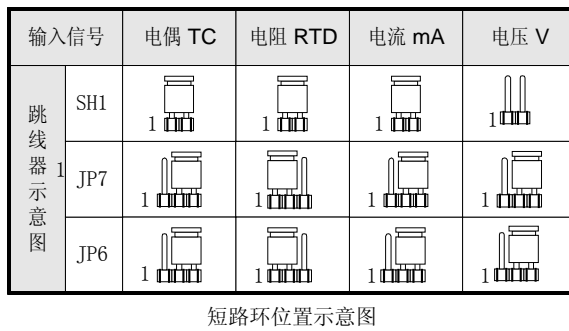 输入信号 电偶 TC 电阻 RTD 电流 mA 电压 V
跳线器示意图 1
SH1 1 1 1 1
JP7 1 1 1 1
JP6 1 1 1 1
短路环位置示意图